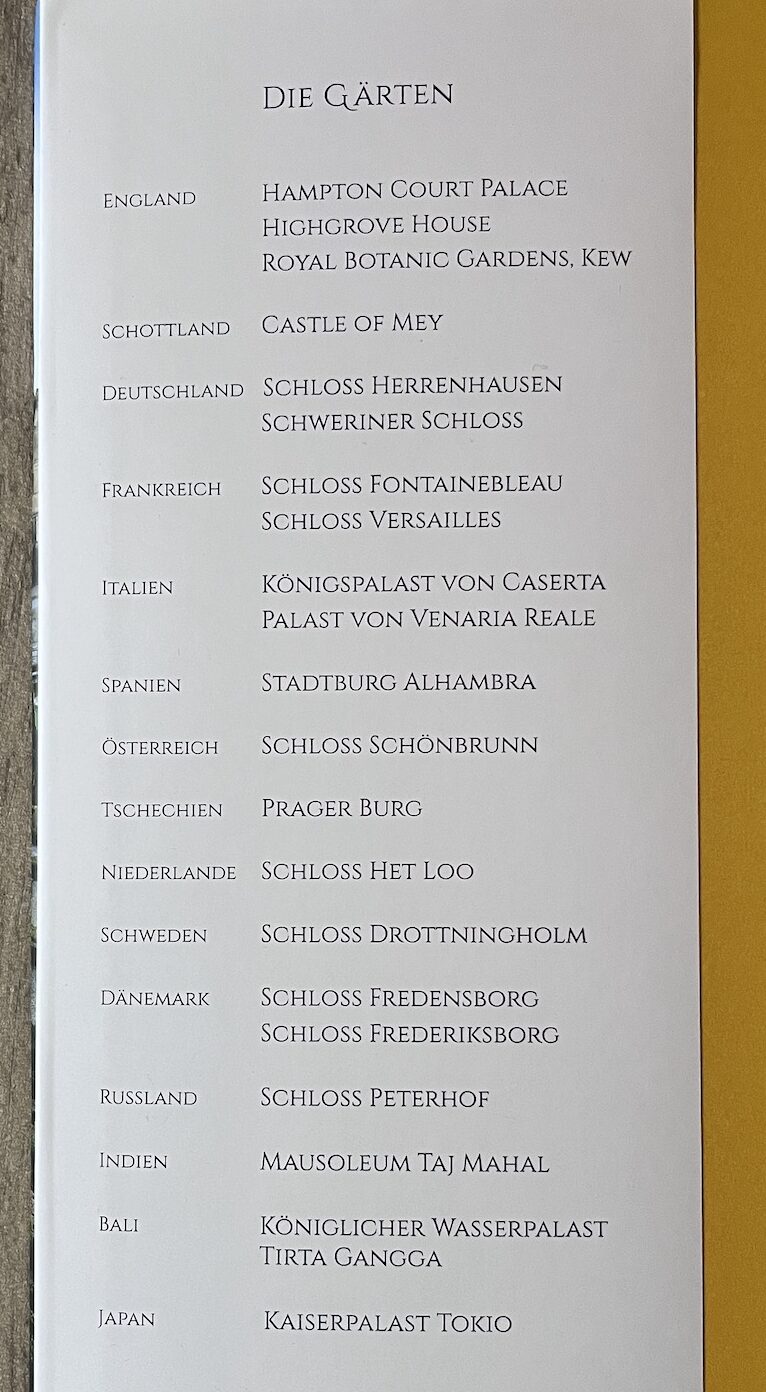 Die Gärten
England Hampton Court Palace
Highgrove House
Royal Botanic Gardens, Kew
Schottland Castle of Mey
Deutschland Schloss Herrenhausen
Schweriner Schloss
Frankreich Schloss Fontainebleau
Schloss Versailles
Italien Königspalast von Caserta
Palast von Venaria Reale
Spanien Stadtburg Alhambra
Österreich Schloss Schönbrunn
Tschechien Prager Burg
Niederlande Schloss Het Loo
Schweden Schloss Drottningholm
Dänemark Schloss Fredensborg
Schloss Frederiksborg
Russland Schloss Peterhof
Indien Mausoleum Taj Mahal
Bali Königlicher Wasserpalast
Tirta Gangga
Japan Kaiserpalast Tokio